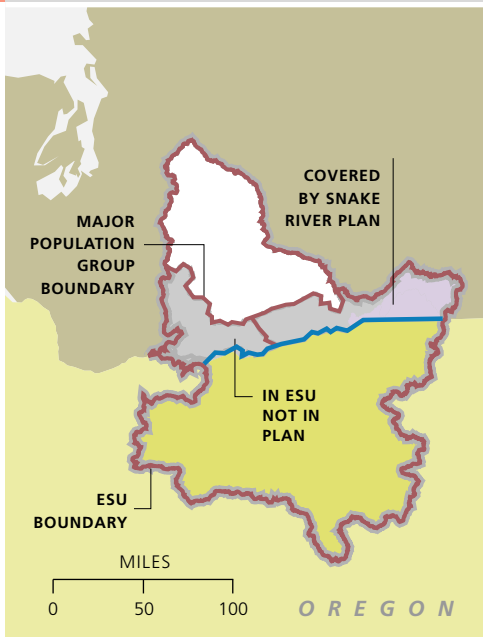 COVERED
BY SNAKE
RIVER PLAN
MAJOR
POPULATION
GROUP
BOUNDARY
IN ESU
NOT IN
PLAN
ESU
BOUNDARY
MILES
0 50 100
OREGON